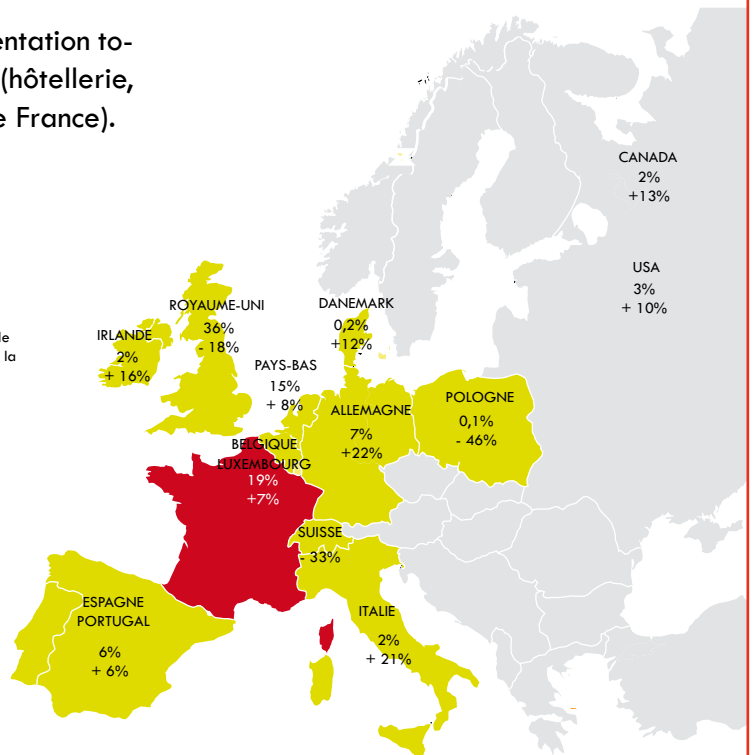 entation to-
(hôtellerie,
e France).
CANADA
2%
+13%
USA
3%
+ 10%
le
la
ROYAUME-UNI
36%
- 18%
DANEMARK
0,2%
+12%
IRLANDE
2%
+ 16%
PAYS-BAS
15%
+ 8%
ALLEMAGNE
7%
+22%
POLOGNE
0,1%
- 46%
BELGIQUE
LUXEMBOURG
19%
+7%
SUISSE
- 33%
ESPAGNE
PORTUGAL
6%
+ 6%
ITALIE
2%
+ 21%